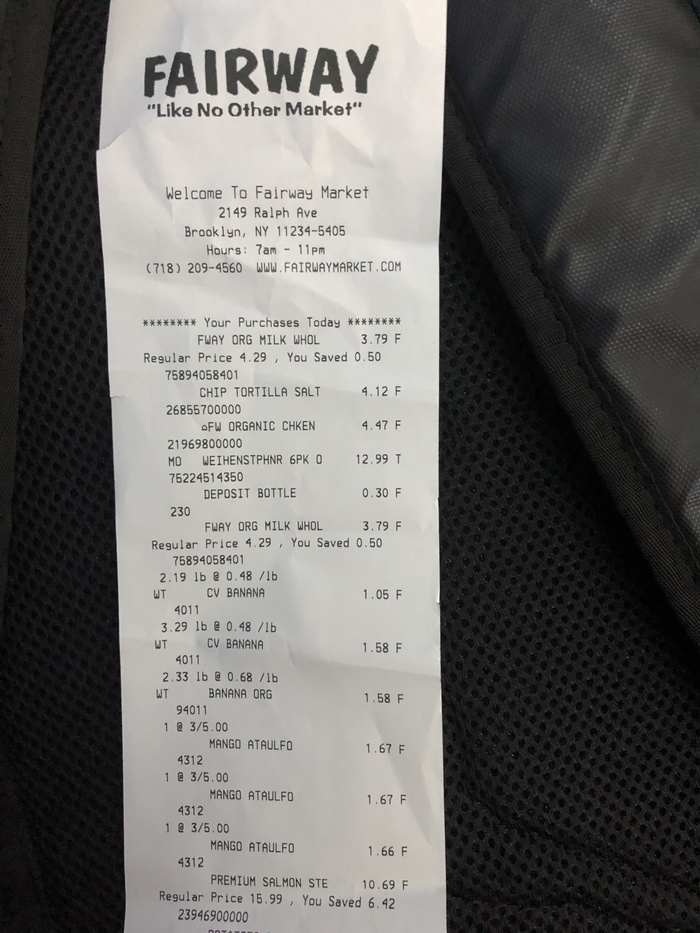 FAIRWAY
"Like No Other Market"
Welcome To Fairway Market
2149 Ralph Ave
Brooklyn, NY 11234-5405
Hours: 7am - 11pm
(718) 209-4560 WWW.FAIRWAYMARKET.COM
******** Your Purchases Today ********
FWAY ORG MILK WHOL 3.79 F
Regular Price 4.29 , You Saved 0.50
75894058401
CHIP TORTILLA SALT 4.12 F
26855700000
⌂FW ORGANIC CHKEN 4.47 F
21969800000
MO WEIHENSTPHNR 6PK O 12.99 T
75224514350
DEPOSIT BOTTLE 0.30 F
230
FWAY ORG MILK WHOL 3.79 F
Regular Price 4.29 , You Saved 0.50
75894058401
2.19 lb @ 0.48 /lb
WT CV BANANA 1.05 F
4011
3.29 lb @ 0.48 /lb
WT CV BANANA 1.58 F
4011
2.33 lb @ 0.68 /lb
WT BANANA ORG 1.58 F
94011
1 @ 3/5.00
MANGO ATAULFO 1.67 F
4312
1 @ 3/5.00
MANGO ATAULFO 1.67 F
4312
1 @ 3/5.00
MANGO ATAULFO 1.66 F
4312
PREMIUM SALMON STE 10.69 F
Regular Price 15.99 , You Saved 6.42
23946900000